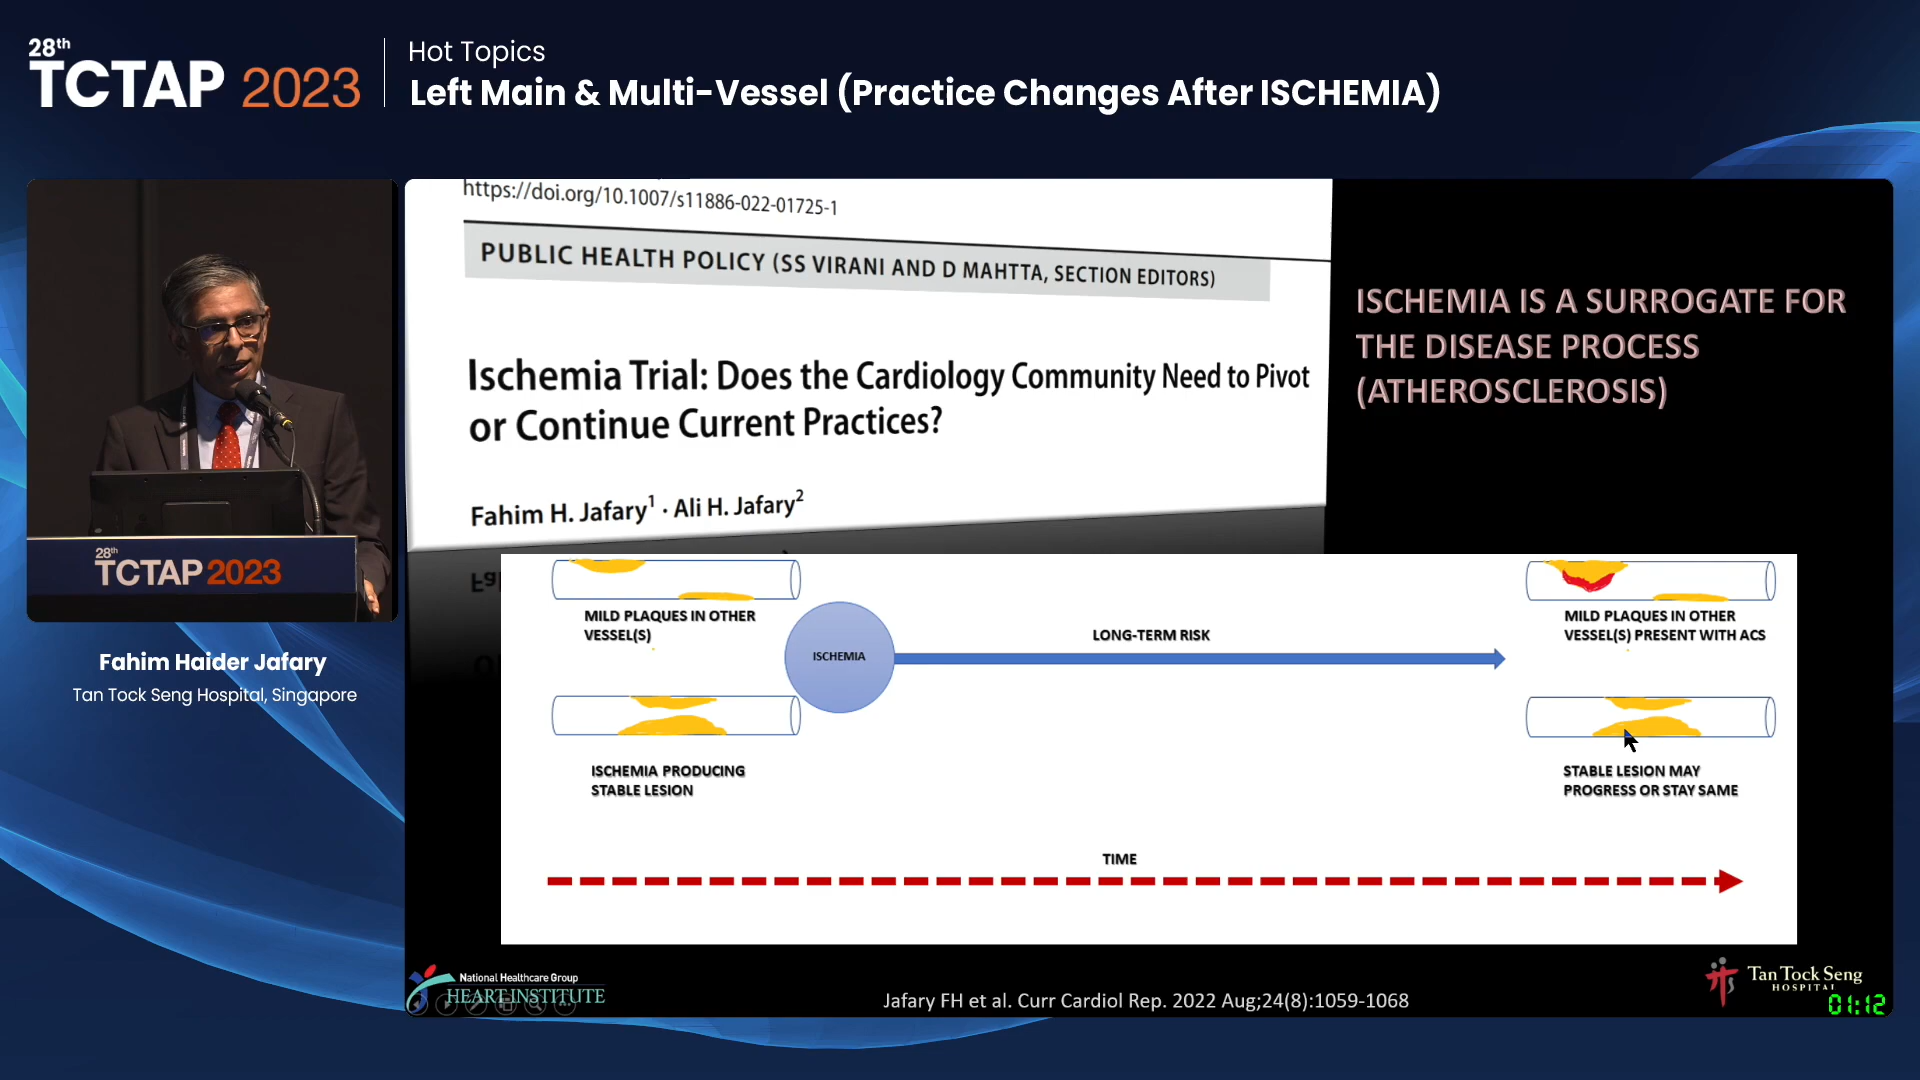 28th
TCTAP 2023
Hot Topics
Left Main & Multi-Vessel (Practice Changes After ISCHEMIA)
28th
TCTAP 2023
Fahim Haider Jafary
Tan Tock Seng Hospital, Singapore
https://doi.org/10.1007/s11886-022-01725-1
PUBLIC HEALTH POLICY (SS VIRANI AND D MAHTTA, SECTION EDITORS)
Ischemia Trial: Does the Cardiology Community Need to Pivot
or Continue Current Practices?
Fahim H. Jafary1 · Ali H. Jafary2
ISCHEMIA IS A SURROGATE FOR
THE DISEASE PROCESS
(ATHEROSCLEROSIS)
MILD PLAQUES IN OTHER
VESSEL(S)
ISCHEMIA
LONG-TERM RISK
MILD PLAQUES IN OTHER
VESSEL(S) PRESENT WITH ACS
ISCHEMIA PRODUCING
STABLE LESION
STABLE LESION MAY
PROGRESS OR STAY SAME
TIME
National Healthcare Group
HEART INSTITUTE
Jafary FH et al. Curr Cardiol Rep. 2022 Aug;24(8):1059-1068
Tan Tock Seng
HOSPITAL
01:12